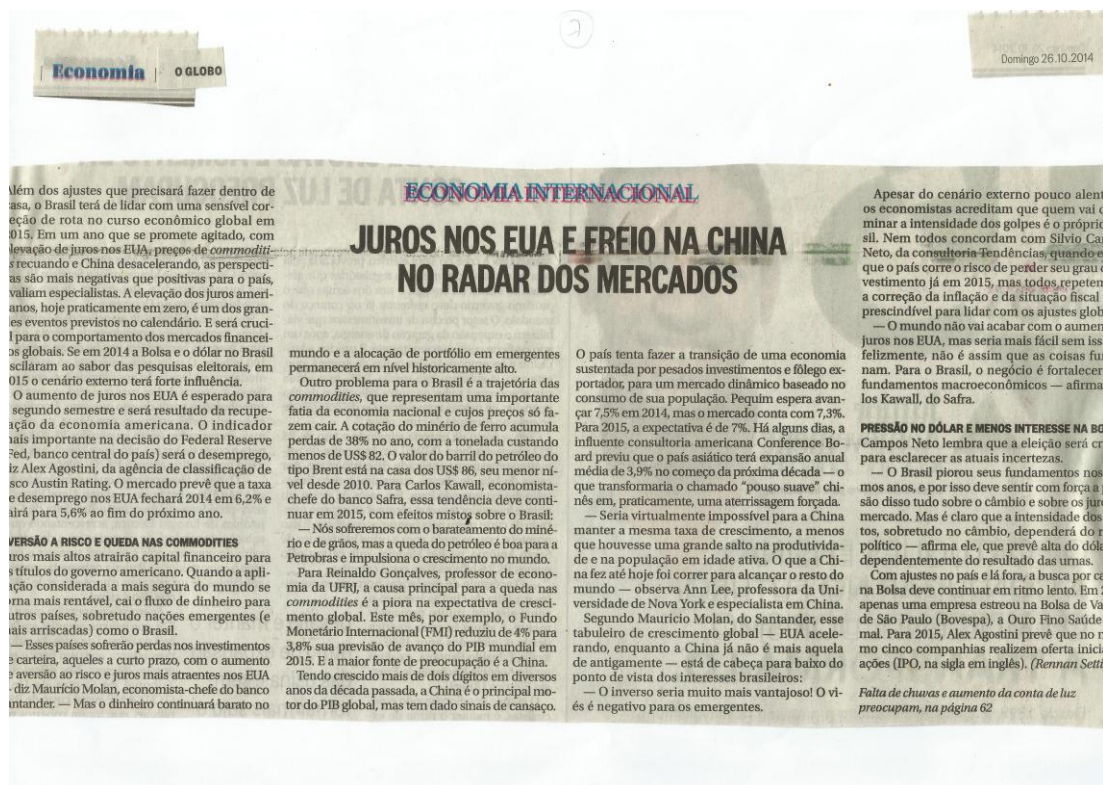 Economia | O GLOBO
Domingo 26.10.2014
ECONOMIA INTERNACIONAL
JUROS NOS EUA E FREIO NA CHINA
NO RADAR DOS MERCADOS
lém dos ajustes que precisará fazer dentro de
asa, o Brasil terá de lidar com uma sensível cor-
eção de rota no curso econômico global em
015. Em um ano que se promete agitado, com
levação de juros nos EUA, preços de commoditi-
s recuando e China desacelerando, as perspecti-
as são mais negativas que positivas para o país,
valiam especialistas. A elevação dos juros ameri-
anos, hoje praticamente em zero, é um dos gran-
es eventos previstos no calendário. E será cruci-
l para o comportamento dos mercados financei-
os globais. Se em 2014 a Bolsa e o dólar no Brasil
scilaram ao sabor das pesquisas eleitorais, em
015 o cenário externo terá forte influência.
O aumento de juros nos EUA é esperado para
segundo semestre e será resultado da recupe-
ação da economia americana. O indicador
ais importante na decisão do Federal Reserve
Fed, banco central do país) será o desemprego,
iz Alex Agostini, da agência de classificação de
sco Austin Rating. O mercado prevê que a taxa
e desemprego nos EUA fechará 2014 em 6,2% e
airá para 5,6% ao fim do próximo ano.
VERSÃO A RISCO E QUEDA NAS COMMODITIES
uros mais altos atrairão capital financeiro para
s títulos do governo americano. Quando a apli-
ação considerada a mais segura do mundo se
orna mais rentável, cai o fluxo de dinheiro para
utros países, sobretudo nações emergentes (e
ais arriscadas) como o Brasil.
— Esses países sofrerão perdas nos investimentos
e carteira, aqueles a curto prazo, com o aumento
e aversão ao risco e juros mais atraentes nos EUA
- diz Maurício Molan, economista-chefe do banco
antander. — Mas o dinheiro continuará barato no
mundo e a alocação de portfólio em emergentes
permanecerá em nível historicamente alto.
Outro problema para o Brasil é a trajetória das
commodities, que representam uma importante
fatia da economia nacional e cujos preços só fa-
zem cair. A cotação do minério de ferro acumula
perdas de 38% no ano, com a tonelada custando
menos de US$ 82. O valor do barril do petróleo do
tipo Brent está na casa dos US$ 86, seu menor ní-
vel desde 2010. Para Carlos Kawall, economista-
chefe do banco Safra, essa tendência deve conti-
nuar em 2015, com efeitos mistos sobre o Brasil:
— Nós sofreremos com o barateamento do miné-
rio e de grãos, mas a queda do petróleo é boa para a
Petrobras e impulsiona o crescimento no mundo.
Para Reinaldo Gonçalves, professor de econo-
mia da UFRJ, a causa principal para a queda nas
commodities é a piora na expectativa de cresci-
mento global. Este mês, por exemplo, o Fundo
Monetário Internacional (FMI) reduziu de 4% para
3,8% sua previsão de avanço do PIB mundial em
2015. E a maior fonte de preocupação é a China.
Tendo crescido mais de dois dígitos em diversos
anos da década passada, a China é o principal mo-
tor do PIB global, mas tem dado sinais de cansaço.
O país tenta fazer a transição de uma economia
sustentada por pesados investimentos e fôlego ex-
portador, para um mercado dinâmico baseado no
consumo de sua população. Pequim espera avan-
çar 7,5% em 2014, mas o mercado conta com 7,3%.
Para 2015, a expectativa é de 7%. Há alguns dias, a
influente consultoria americana Conference Bo-
ard previu que o país asiático terá expansão anual
média de 3,9% no começo da próxima década — o
que transformaria o chamado “pouso suave” chi-
nês em, praticamente, uma aterrissagem forçada.
— Seria virtualmente impossível para a China
manter a mesma taxa de crescimento, a menos
que houvesse uma grande salto na produtivida-
de e na população em idade ativa. O que a Chi-
na fez até hoje foi correr para alcançar o resto do
mundo — observa Ann Lee, professora da Uni-
versidade de Nova York e especialista em China.
Segundo Mauricio Molan, do Santander, esse
tabuleiro de crescimento global — EUA acele-
rando, enquanto a China já não é mais aquela
de antigamente — está de cabeça para baixo do
ponto de vista dos interesses brasileiros:
— O inverso seria muito mais vantajoso! O vi-
és é negativo para os emergentes.
Apesar do cenário externo pouco alent
os economistas acreditam que quem vai d
minar a intensidade dos golpes é o própri
sil. Nem todos concordam com Silvio Ca
Neto, da consultoria Tendências, quando e
que o país corre o risco de perder seu grau d
vestimento já em 2015, mas todos repetem
a correção da inflação e da situação fiscal
prescindível para lidar com os ajustes glob
— O mundo não vai acabar com o aumen
juros nos EUA, mas seria mais fácil sem iss
felizmente, não é assim que as coisas fu
nam. Para o Brasil, o negócio é fortalecer
fundamentos macroeconômicos — afirma
los Kawall, do Safra.
PRESSÃO NO DÓLAR E MENOS INTERESSE NA BO
Campos Neto lembra que a eleição será cr
para esclarecer as atuais incertezas.
— O Brasil piorou seus fundamentos nos
mos anos, e por isso deve sentir com força a
são disso tudo sobre o câmbio e sobre os jur
mercado. Mas é claro que a intensidade dos
tos, sobretudo no câmbio, dependerá do r
político — afirma ele, que prevê alta do dóla
dependentemente do resultado das urnas.
Com ajustes no país e lá fora, a busca por ca
na Bolsa deve continuar em ritmo lento. Em 2
apenas uma empresa estreou na Bolsa de Va
de São Paulo (Bovespa), a Ouro Fino Saúde
mal. Para 2015, Alex Agostini prevê que no m
mo cinco companhias realizem oferta inicia
ações (IPO, na sigla em inglês). (Rennan Setti
Falta de chuvas e aumento da conta de luz
preocupam, na página 62